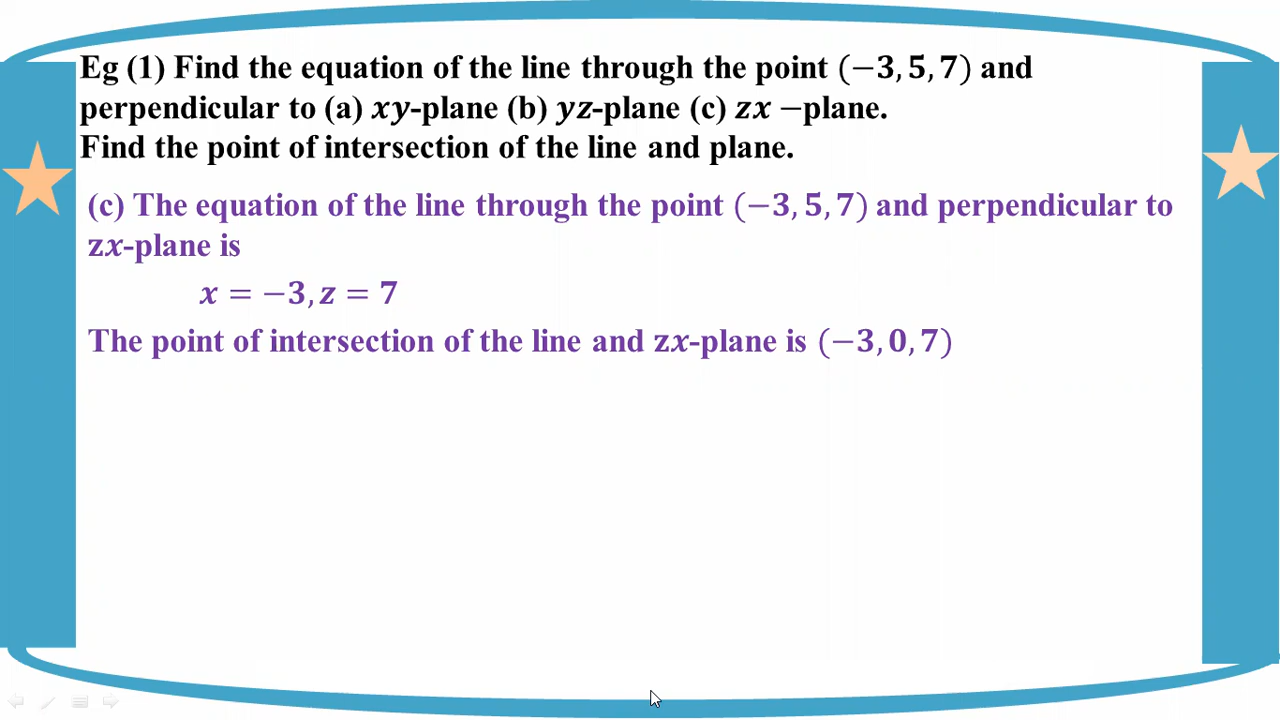 Eg (1) Find the equation of the line through the point (−3, 5, 7) and
perpendicular to (a) xy-plane (b) yz-plane (c) zx −plane.
Find the point of intersection of the line and plane.
(c) The equation of the line through the point (−3, 5, 7) and perpendicular to
zx-plane is
x = −3, z = 7
The point of intersection of the line and zx-plane is (−3, 0, 7)